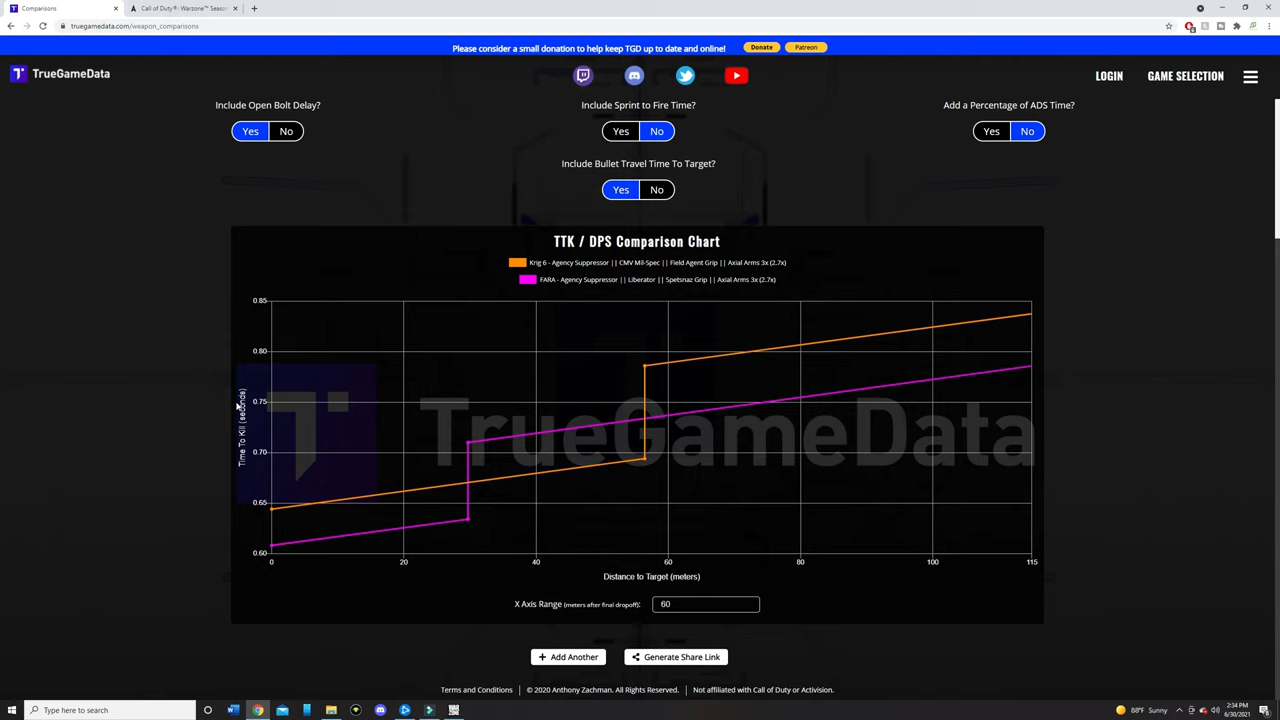 Comparisons
Call of Duty®: Warzone™ Seaso
truegamedata.com/weapon_comparisons
Please consider a small donation to help keep TGD up to date and online! Donate Patreon
TrueGameData LOGIN GAME SELECTION
Include Open Bolt Delay? Include Sprint to Fire Time? Add a Percentage of ADS Time?
Yes No Yes No Yes No
Include Bullet Travel Time To Target?
Yes No
TTK / DPS Comparison Chart
Krig 6 - Agency Suppressor || CMV Mil-Spec || Field Agent Grip || Axial Arms 3x (2.7x)
FARA - Agency Suppressor || Liberator || Spetsnaz Grip || Axial Arms 3x (2.7x)
0.85
0.80
0.75
0.70
0.65
0.60
Time To Kill (seconds)
TrueGameData
0 20 40 60 80 100 115
Distance to Target (meters)
X Axis Range (meters after final dropoff): 60
+ Add Another Generate Share Link
Terms and Conditions | © 2020 Anthony Zachman. All Rights Reserved. | Not affiliated with Call of Duty or Activision.
Type here to search
88°F Sunny
2:34 PM
6/30/2021